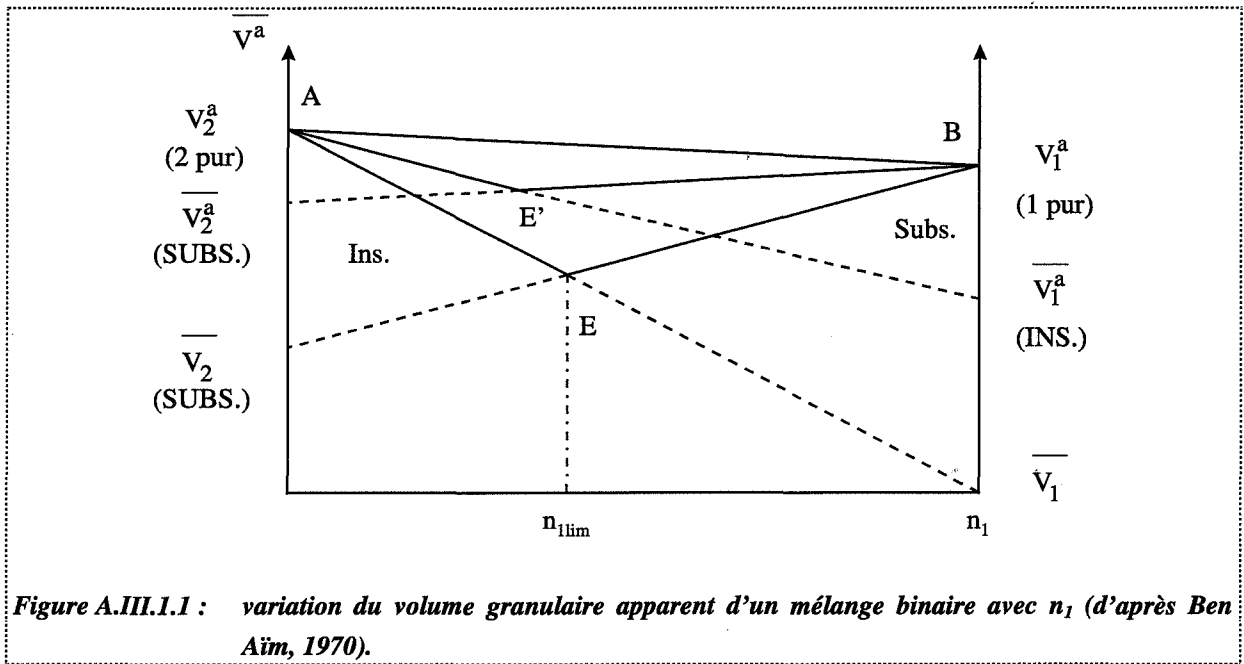 V̅ᵃ
A
V₂ᵃ
(2 pur)
V̅₂ᵃ
(SUBS.)
Ins.
V̅₂
(SUBS.)
E'
E
B
V₁ᵃ
(1 pur)
Subs.
V̅₁ᵃ
(INS.)
V̅₁
n₁lim
n₁
Figure A.III.1.1 : variation du volume granulaire apparent d'un mélange binaire avec n₁ (d'après Ben
Aïm, 1970).